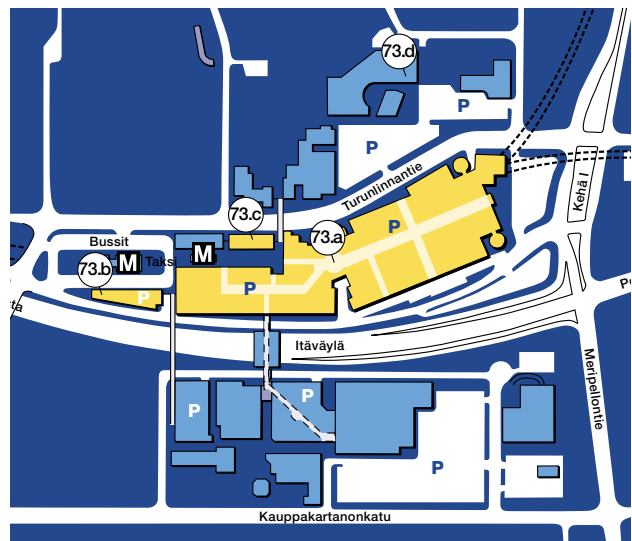 73.d
P
P
Turunlinnantie
Kehä I
73.c
P
73.a
Bussit
M
Taksi
M
73.b
P
P
Itäväylä
P
P
Meripellontie
P
Kauppakartanonkatu